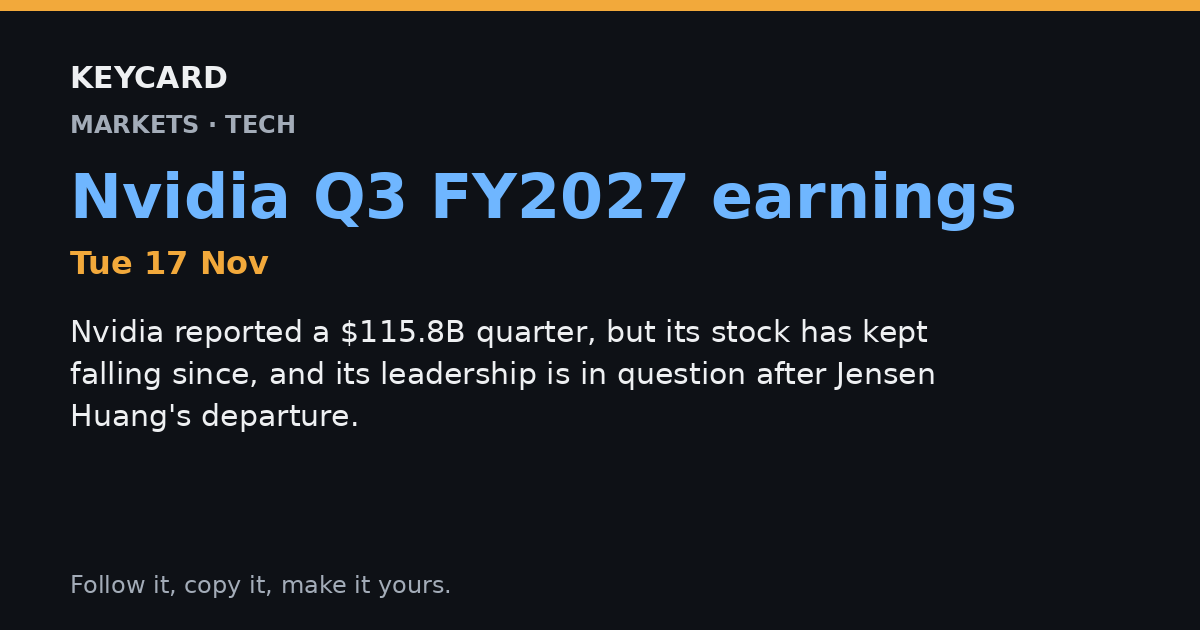 KEYCARD
MARKETS · TECH
Nvidia Q3 FY2027 earnings
Tue 17 Nov
Nvidia reported a $115.8B quarter, but its stock has kept
falling since, and its leadership is in question after Jensen
Huang's departure.
Follow it, copy it, make it yours.